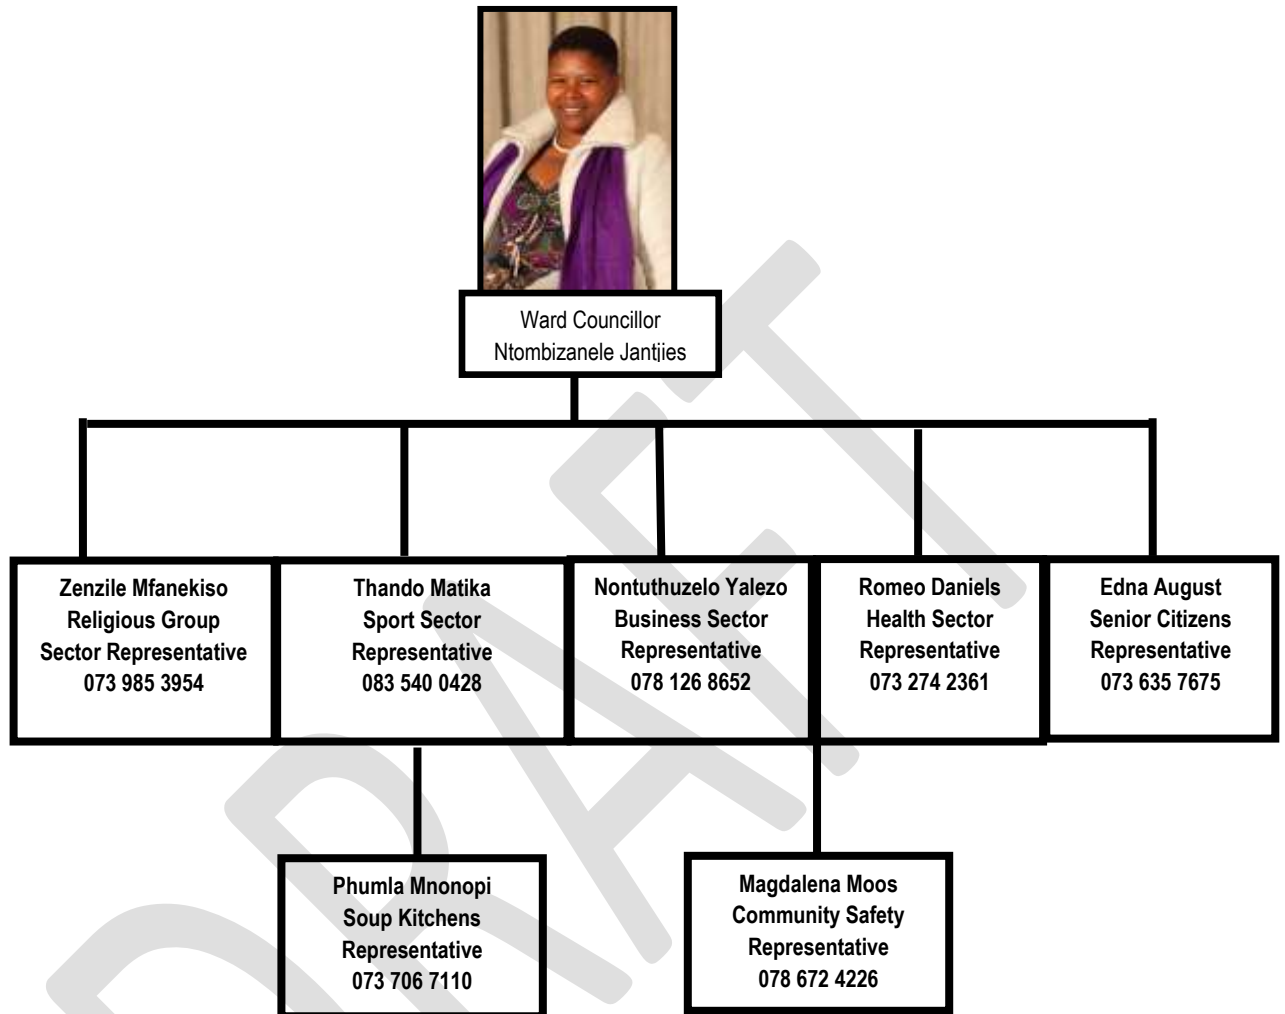 Ward Councillor
Ntombizanele Jantjies
Zenzile Mfanekiso
Religious Group
Sector Representative
073 985 3954
Thando Matika
Sport Sector
Representative
083 540 0428
Nontuthuzelo Yalezo
Business Sector
Representative
078 126 8652
Romeo Daniels
Health Sector
Representative
073 274 2361
Edna August
Senior Citizens
Representative
073 635 7675
Phumla Mnonopi
Soup Kitchens
Representative
073 706 7110
Magdalena Moos
Community Safety
Representative
078 672 4226
DRAFT